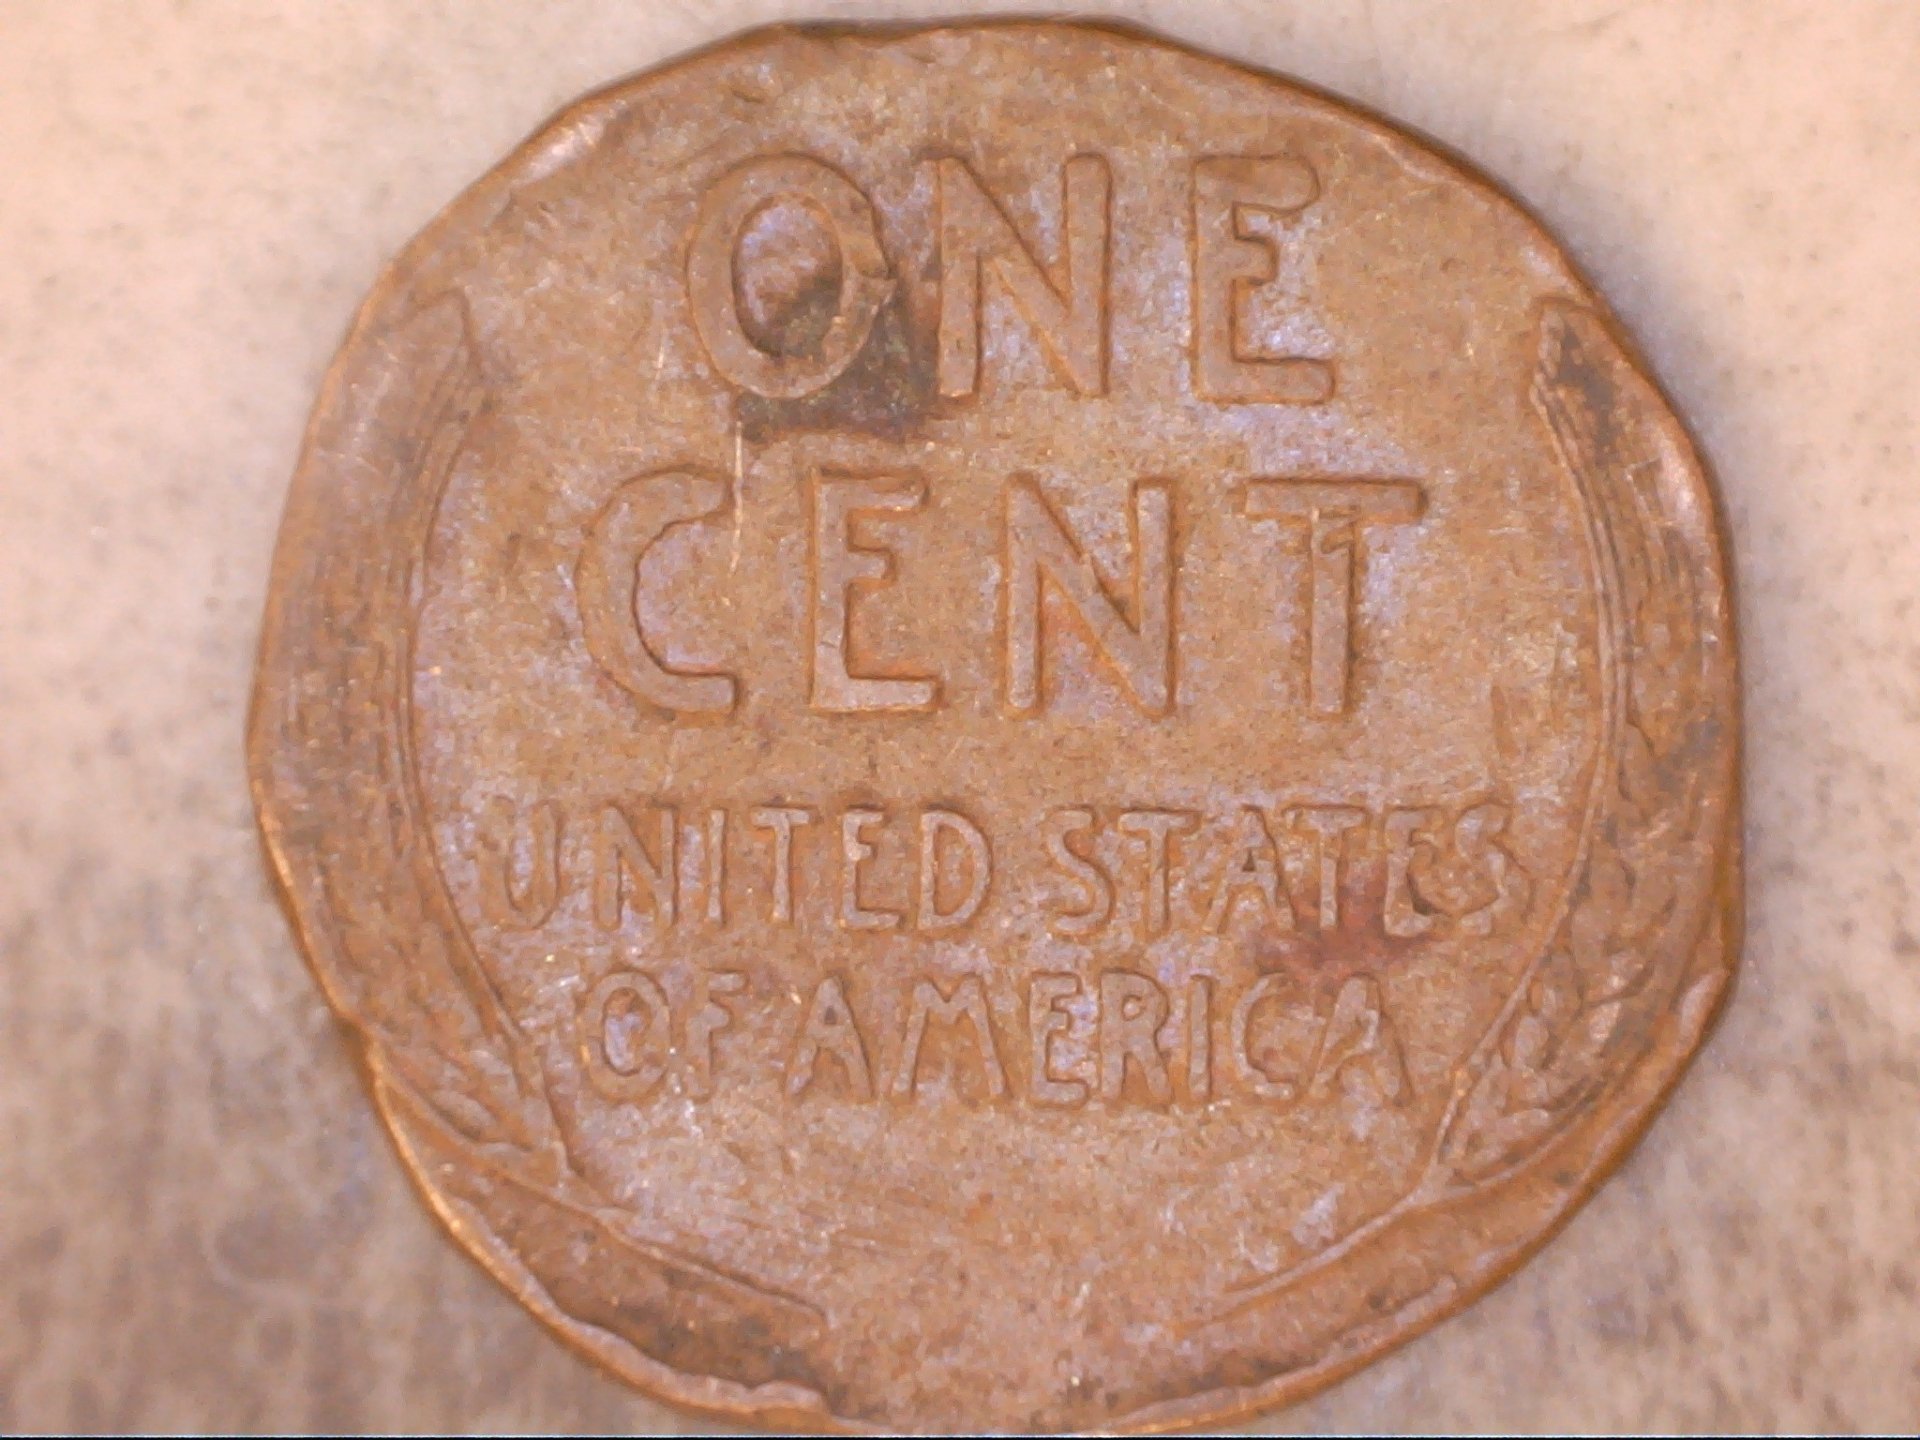 ONE
CENT
UNITED STATES
OF AMERICA